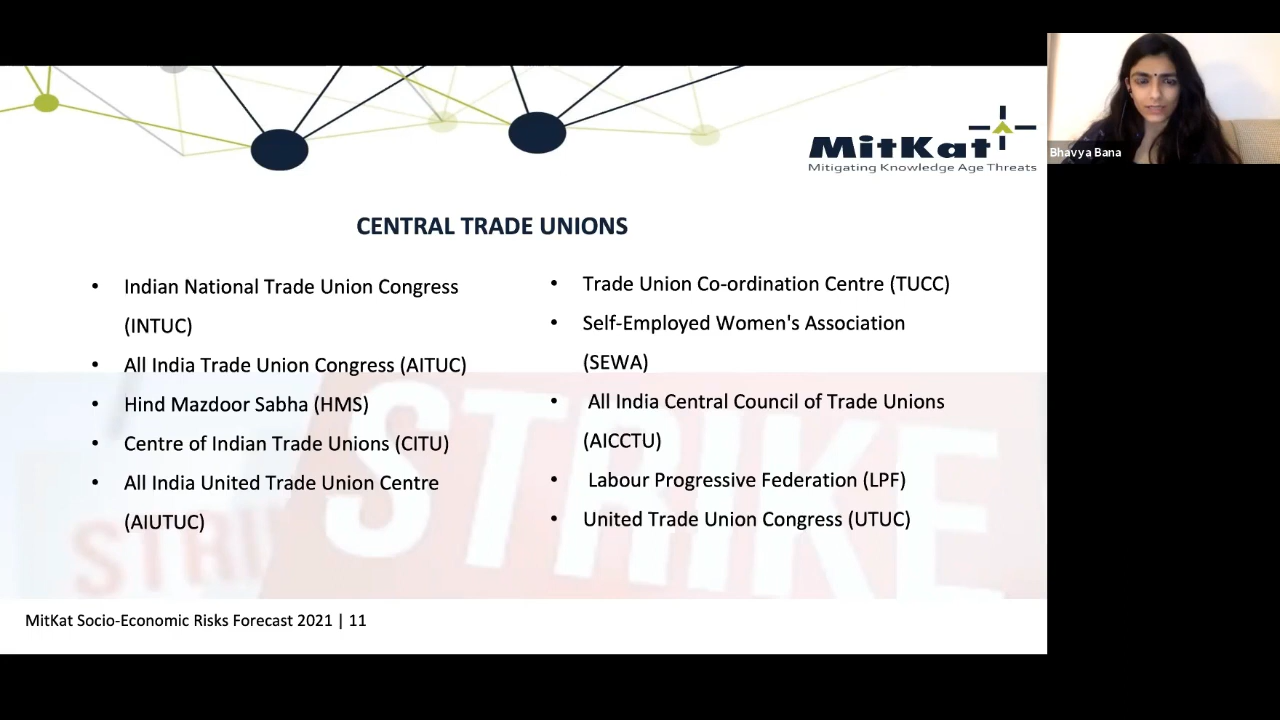 MitKat
Mitigating Knowledge Age Threats
Bhavya Bana
CENTRAL TRADE UNIONS
• Indian National Trade Union Congress
(INTUC)
• All India Trade Union Congress (AITUC)
• Hind Mazdoor Sabha (HMS)
• Centre of Indian Trade Unions (CITU)
• All India United Trade Union Centre
(AIUTUC)
• Trade Union Co-ordination Centre (TUCC)
• Self-Employed Women's Association
(SEWA)
• All India Central Council of Trade Unions
(AICCTU)
• Labour Progressive Federation (LPF)
• United Trade Union Congress (UTUC)
STRI
STRIKE
MitKat Socio-Economic Risks Forecast 2021 | 11